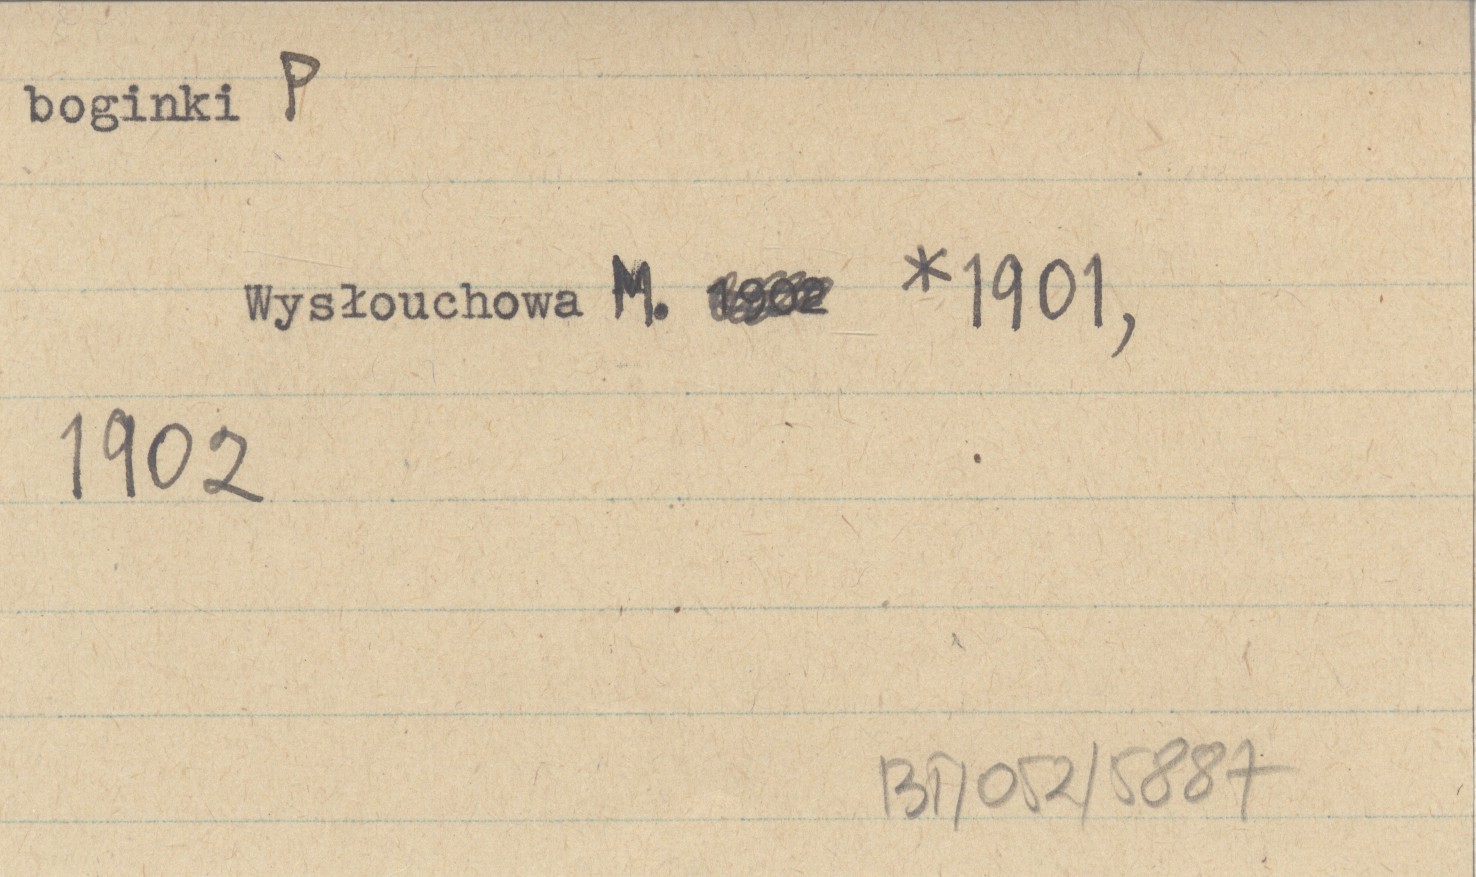 boginki P
Wysłouchowa M. *1901,
1902
BT/052/5887